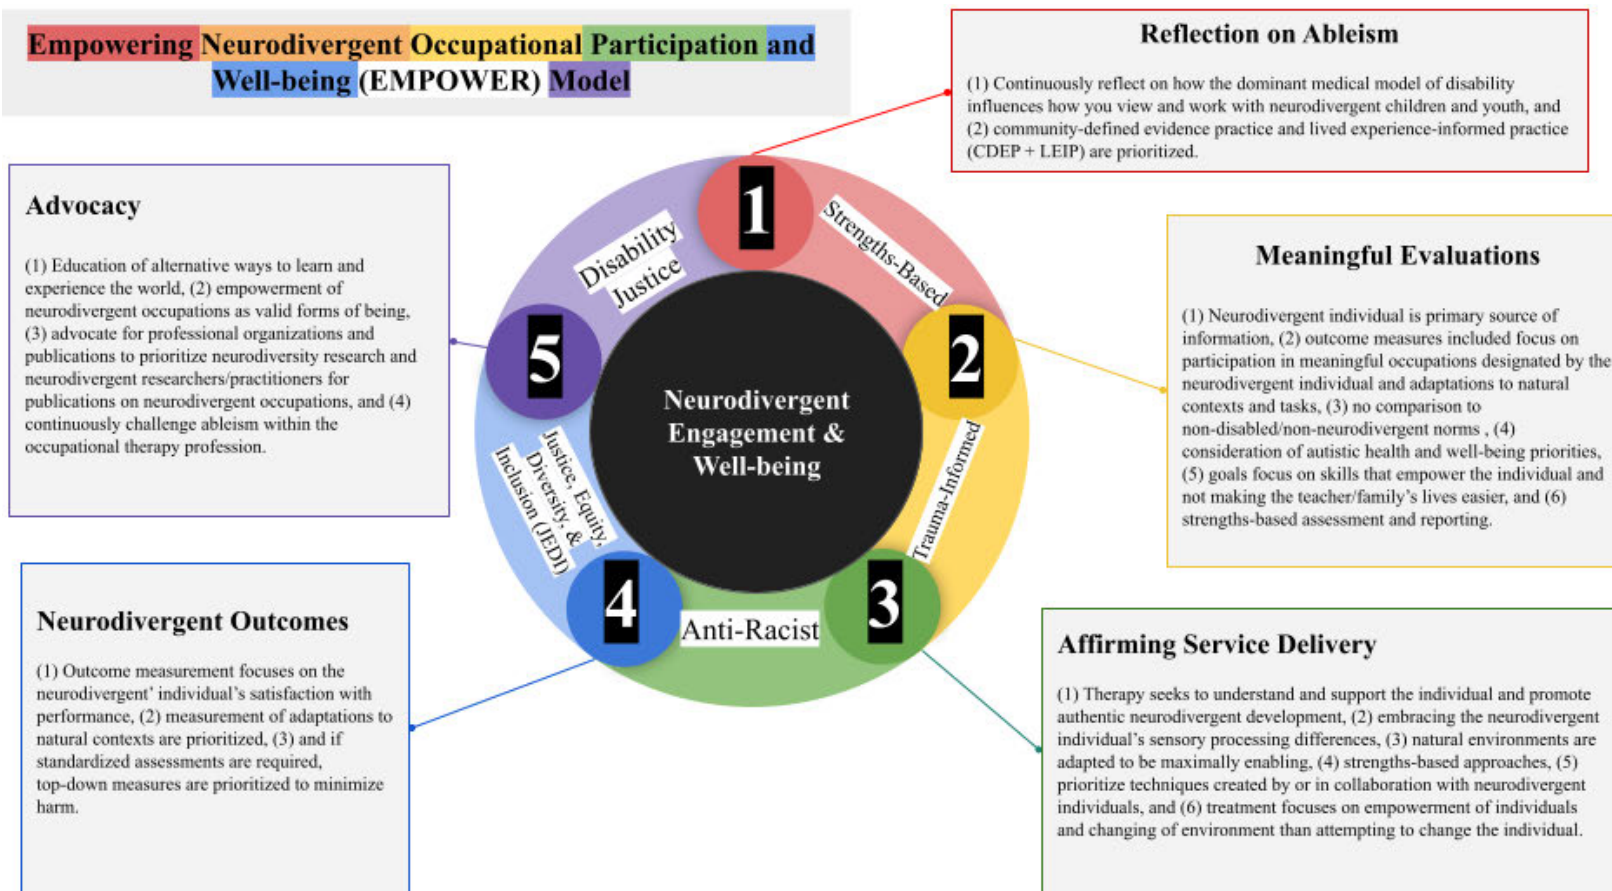 Empowering Neurodivergent Occupational Participation and
Well-being (EMPOWER) Model
Reflection on Ableism
(1) Continuously reflect on how the dominant medical model of disability
influences how you view and work with neurodivergent children and youth, and
(2) community-defined evidence practice and lived experience-informed practice
(CDEP + LEIP) are prioritized.
Meaningful Evaluations
(1) Neurodivergent individual is primary source of
information, (2) outcome measures included focus on
participation in meaningful occupations designated by the
neurodivergent individual and adaptations to natural
contexts and tasks, (3) no comparison to
non-disabled/non-neurodivergent norms , (4)
consideration of autistic health and well-being priorities,
(5) goals focus on skills that empower the individual and
not making the teacher/family's lives easier, and (6)
strengths-based assessment and reporting.
Affirming Service Delivery
(1) Therapy seeks to understand and support the individual and promote
authentic neurodivergent development, (2) embracing the neurodivergent
individual's sensory processing differences, (3) natural environments are
adapted to be maximally enabling, (4) strengths-based approaches, (5)
prioritize techniques created by or in collaboration with neurodivergent
individuals, and (6) treatment focuses on empowerment of individuals
and changing of environment than attempting to change the individual.
Neurodivergent Outcomes
(1) Outcome measurement focuses on the
neurodivergent' individual's satisfaction with
performance, (2) measurement of adaptations to
natural contexts are prioritized, (3) and if
standardized assessments are required,
top-down measures are prioritized to minimize
harm.
Advocacy
(1) Education of alternative ways to learn and
experience the world, (2) empowerment of
neurodivergent occupations as valid forms of being,
(3) advocate for professional organizations and
publications to prioritize neurodiversity research and
neurodivergent researchers/practitioners for
publications on neurodivergent occupations, and (4)
continuously challenge ableism within the
occupational therapy profession.
1
Strengths-Based
2
Trauma-Informed
3
Anti-Racist
4
Justice, Equity,
Diversity, &
Inclusion (JEDI)
5
Disability
Justice
Neurodivergent
Engagement &
Well-being